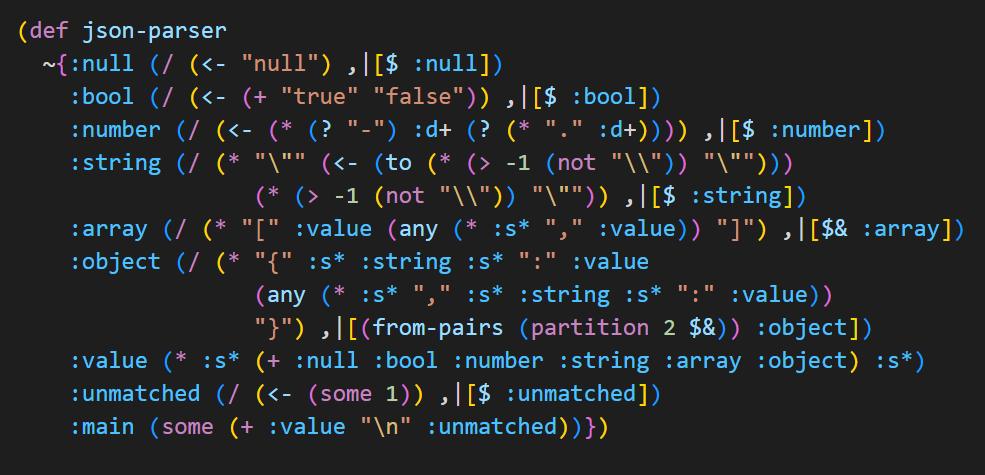 (def json-parser
  ~{:null (/ (<- "null") ,|[$ :null])
    :bool (/ (<- (+ "true" "false")) ,|[$ :bool])
    :number (/ (<- (* (? "-") :d+ (? (* "." :d+)))) ,|[$ :number])
    :string (/ (* "\"" (<- (to (* (> -1 (not "\\")) "\"")))
               (* (> -1 (not "\\")) "\"")) ,|[$ :string])
    :array (/ (* "[" :value (any (* :s* "," :value)) "]") ,|[$& :array])
    :object (/ (* "{" :s* :string :s* ":" :value
               (any (* :s* "," :s* :string :s* ":" :value))
               "}") ,|[(from-pairs (partition 2 $&)) :object])
    :value (* :s* (+ :null :bool :number :string :array :object) :s*)
    :unmatched (/ (<- (some 1)) ,|[$ :unmatched])
    :main (some (+ :value "\n" :unmatched))})